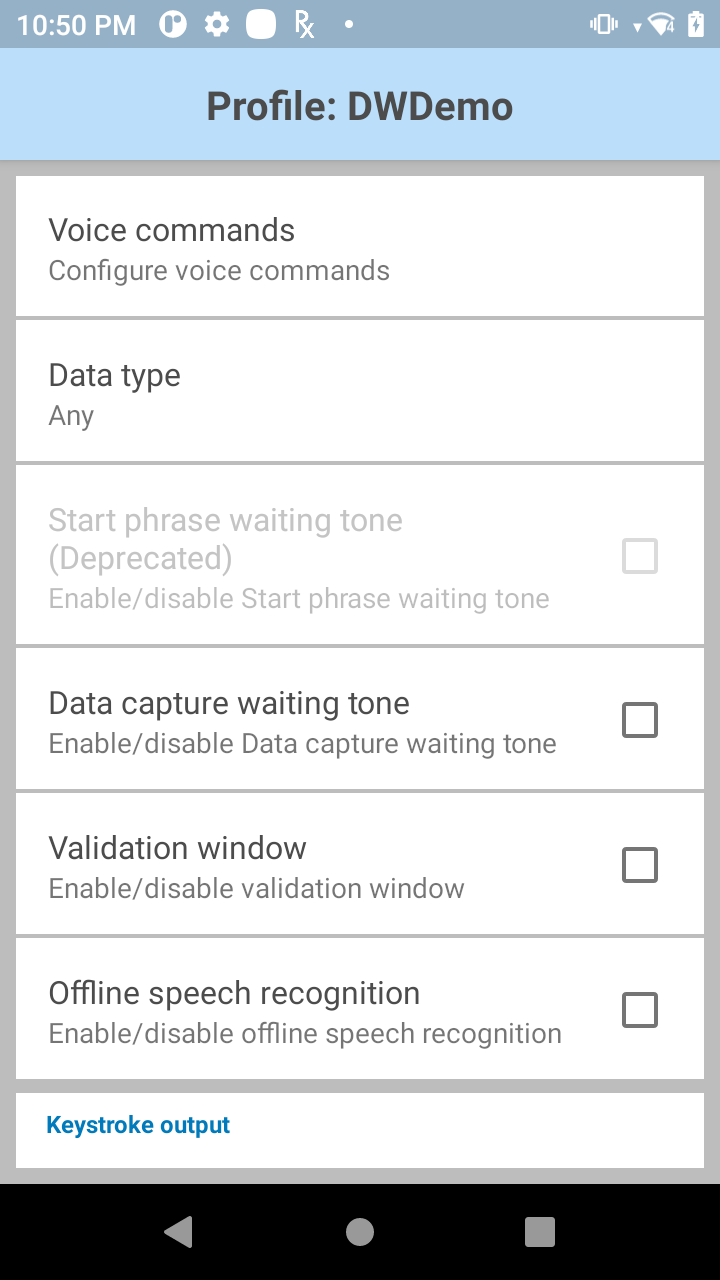 10:50 PM
Profile: DWDemo
Voice commands
Configure voice commands
Data type
Any
Start phrase waiting tone
(Deprecated)
Enable/disable Start phrase waiting tone
Data capture waiting tone
Enable/disable Data capture waiting tone
Validation window
Enable/disable validation window
Offline speech recognition
Enable/disable offline speech recognition
Keystroke output